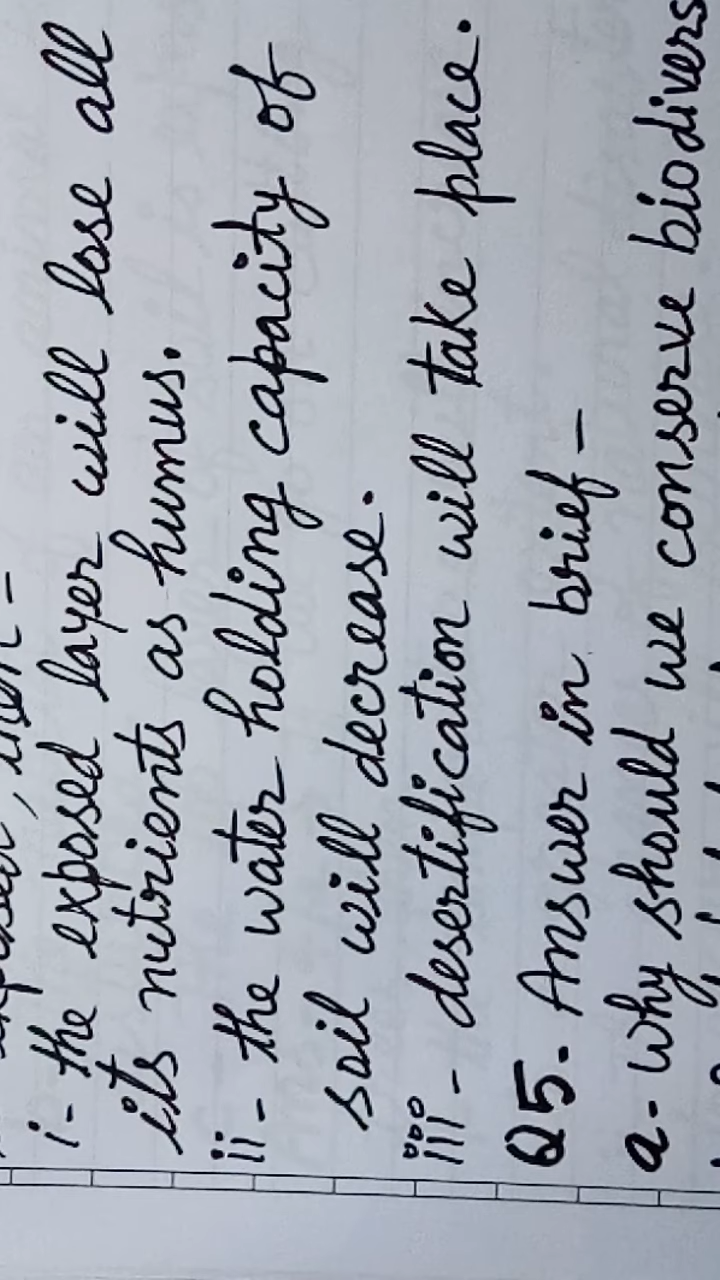 i- the exposed layer will lose all
its nutrients as humus.
ii- the water holding capacity of
soil will decrease.
iii- desertification will take place.
Q5. Answer in brief-
a- Why should we conserve biodivers